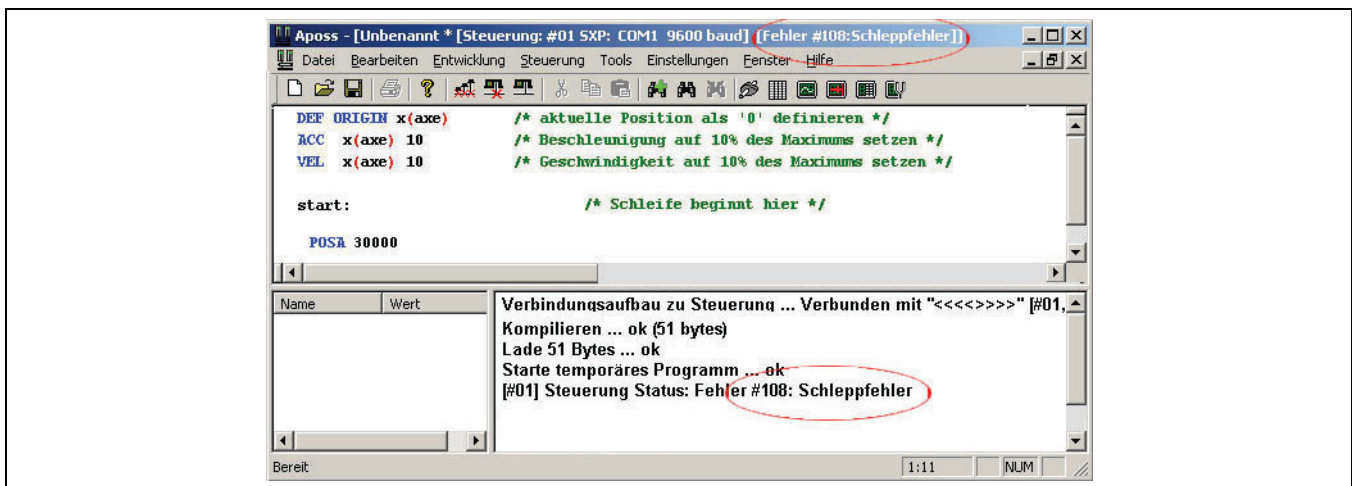 Aposs - [Unbenannt * [Steuerung: #01 SXP: COM1 9600 baud] [Fehler #108:Schleppfehler]]
Datei Bearbeiten Entwicklung Steuerung Tools Einstellungen Fenster Hilfe
DEF ORIGIN x(axe) /* aktuelle Position als '0' definieren */
ACC x(axe) 10 /* Beschleunigung auf 10% des Maximums setzen */
VEL x(axe) 10 /* Geschwindigkeit auf 10% des Maximums setzen */
start: /* Schleife beginnt hier */
POSA 30000
Name Wert
Verbindungsaufbau zu Steuerung ... Verbunden mit "<<<<>>>>" [#01,
Kompilieren ... ok (51 bytes)
Lade 51 Bytes ... ok
Starte temporäres Programm ... ok
[#01] Steuerung Status: Fehler #108: Schleppfehler
Bereit 1:11 NUM